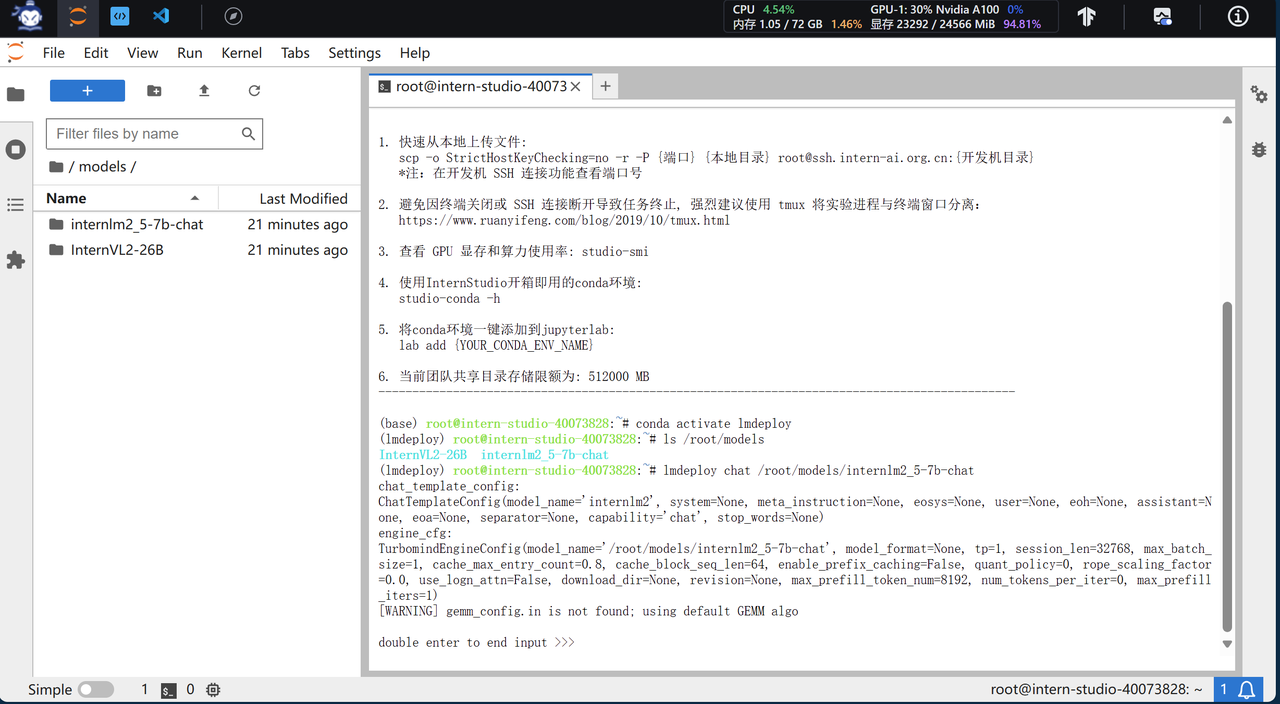 CPU 4.54% GPU-1: 30% Nvidia A100 0%
内存 1.05 / 72 GB 1.46% 显存 23292 / 24566 MiB 94.81%
File Edit View Run Kernel Tabs Settings Help
root@intern-studio-40073
Filter files by name
/ models /
Name Last Modified
internlm2_5-7b-chat 21 minutes ago
InternVL2-26B 21 minutes ago
1. 快速从本地上传文件:
scp -o StrictHostKeyChecking=no -r -P {端口} {本地目录} root@ssh.intern-ai.org.cn:{开发机目录}
*注: 在开发机 SSH 连接功能查看端口号
2. 避免因终端关闭或 SSH 连接断开导致任务终止, 强烈建议使用 tmux 将实验进程与终端窗口分离:
https://www.ruanyifeng.com/blog/2019/10/tmux.html
3. 查看 GPU 显存和算力使用率: studio-smi
4. 使用InternStudio开箱即用的conda环境:
studio-conda -h
5. 将conda环境一键添加到jupyterlab:
lab add {YOUR_CONDA_ENV_NAME}
6. 当前团队共享目录存储限额为: 512000 MB
----------------------------------------------------------------------------------------------
(base) root@intern-studio-40073828:~# conda activate lmdeploy
(lmdeploy) root@intern-studio-40073828:~# ls /root/models
InternVL2-26B internlm2_5-7b-chat
(lmdeploy) root@intern-studio-40073828:~# lmdeploy chat /root/models/internlm2_5-7b-chat
chat_template_config:
ChatTemplateConfig(model_name='internlm2', system=None, meta_instruction=None, eosys=None, user=None, eoh=None, assistant=N
one, eoa=None, separator=None, capability='chat', stop_words=None)
engine_cfg:
TurbomindEngineConfig(model_name='/root/models/internlm2_5-7b-chat', model_format=None, tp=1, session_len=32768, max_batch_
size=1, cache_max_entry_count=0.8, cache_block_seq_len=64, enable_prefix_caching=False, quant_policy=0, rope_scaling_factor
=0.0, use_logn_attn=False, download_dir=None, revision=None, max_prefill_token_num=8192, num_tokens_per_iter=0, max_prefill
_iters=1)
[WARNING] gemm_config.in is not found; using default GEMM algo
double enter to end input >>>
Simple 1 0 root@intern-studio-40073828: ~ 1